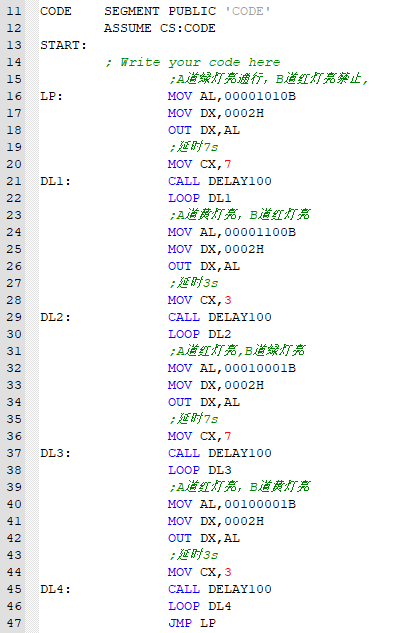 11 CODE    SEGMENT PUBLIC 'CODE'
12         ASSUME CS:CODE
13 START:
14         ; Write your code here
15                 ;A道绿灯亮通行，B道红灯亮禁止,
16 LP:             MOV AL,00001010B
17                 MOV DX,0002H
18                 OUT DX,AL
19                 ;延时7s
20                 MOV CX,7
21 DL1:            CALL DELAY100
22                 LOOP DL1
23                 ;A道黄灯亮，B道红灯亮
24                 MOV AL,00001100B
25                 MOV DX,0002H
26                 OUT DX,AL
27                 ;延时3s
28                 MOV CX,3
29 DL2:            CALL DELAY100
30                 LOOP DL2
31                 ;A道红灯亮,B道绿灯亮
32                 MOV AL,00010001B
33                 MOV DX,0002H
34                 OUT DX,AL
35                 ;延时7s
36                 MOV CX,7
37 DL3:            CALL DELAY100
38                 LOOP DL3
39                 ;A道红灯亮，B道黄灯亮
40                 MOV AL,00100001B
41                 MOV DX,0002H
42                 OUT DX,AL
43                 ;延时3s
44                 MOV CX,3
45 DL4:            CALL DELAY100
46                 LOOP DL4
47                 JMP LP